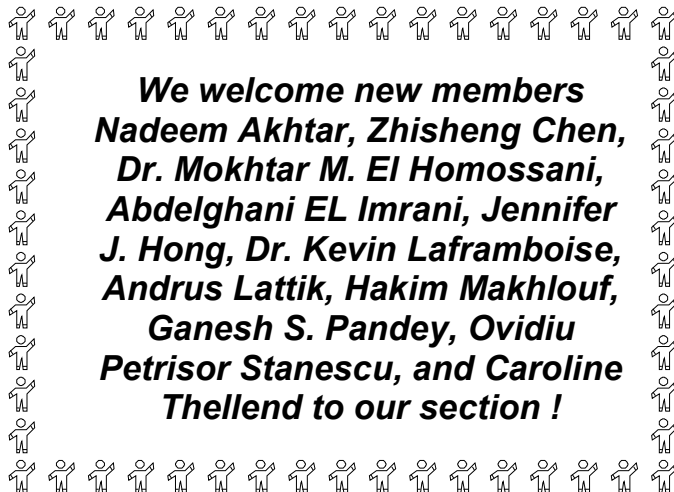 We welcome new members
Nadeem Akhtar, Zhisheng Chen,
Dr. Mokhtar M. El Homossani,
Abdelghani EL Imrani, Jennifer
J. Hong, Dr. Kevin Laframboise,
Andrus Lattik, Hakim Makhlouf,
Ganesh S. Pandey, Ovidiu
Petrisor Stanescu, and Caroline
Thellend to our section !